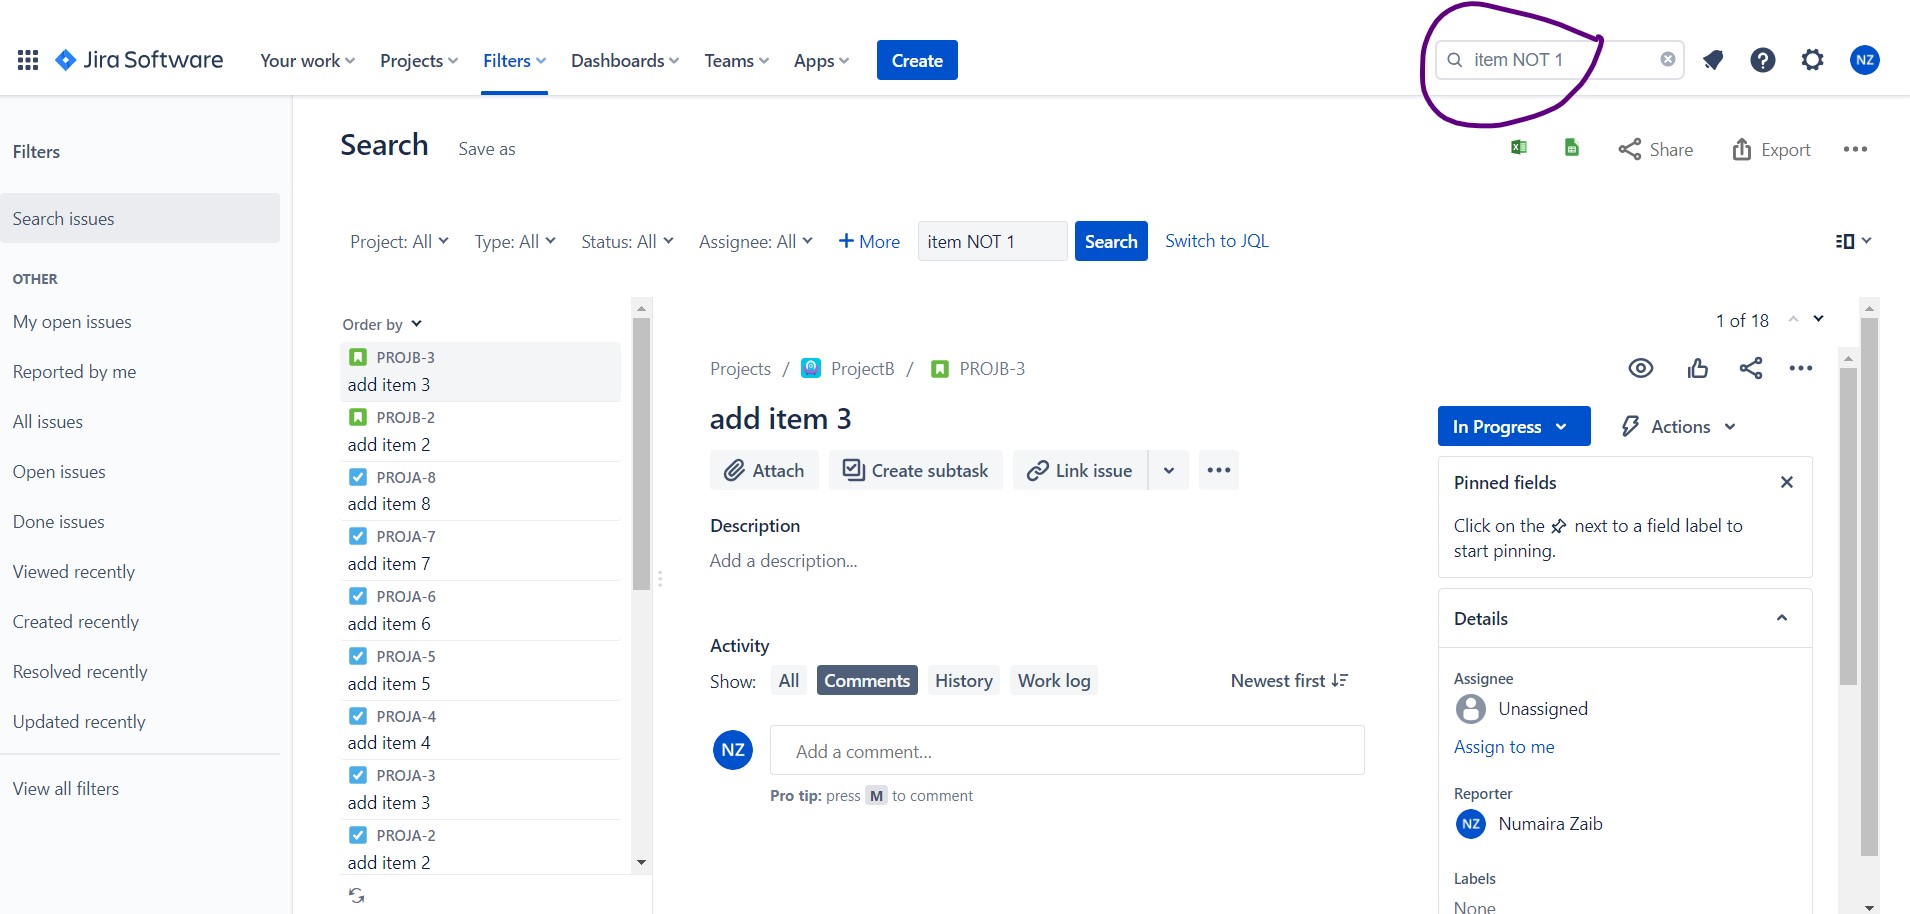 Jira Software Your work Projects Filters Dashboards Teams Apps Create item NOT 1 NZ
Filters
Search issues
OTHER
My open issues
Reported by me
All issues
Open issues
Done issues
Viewed recently
Created recently
Resolved recently
Updated recently
View all filters
Search Save as Share Export
Project: All Type: All Status: All Assignee: All + More item NOT 1 Search Switch to JQL
Order by
PROJB-3
add item 3
PROJB-2
add item 2
PROJA-8
add item 8
PROJA-7
add item 7
PROJA-6
add item 6
PROJA-5
add item 5
PROJA-4
add item 4
PROJA-3
add item 3
PROJA-2
add item 2
1 of 18
Projects / ProjectB / PROJB-3
add item 3
Attach Create subtask Link issue
Description
Add a description...
Activity
Show: All Comments History Work log Newest first
NZ Add a comment...
Pro tip: press M to comment
In Progress Actions
Pinned fields
Click on the next to a field label to
start pinning.
Details
Assignee
Unassigned
Assign to me
Reporter
NZ Numaira Zaib
Labels
None